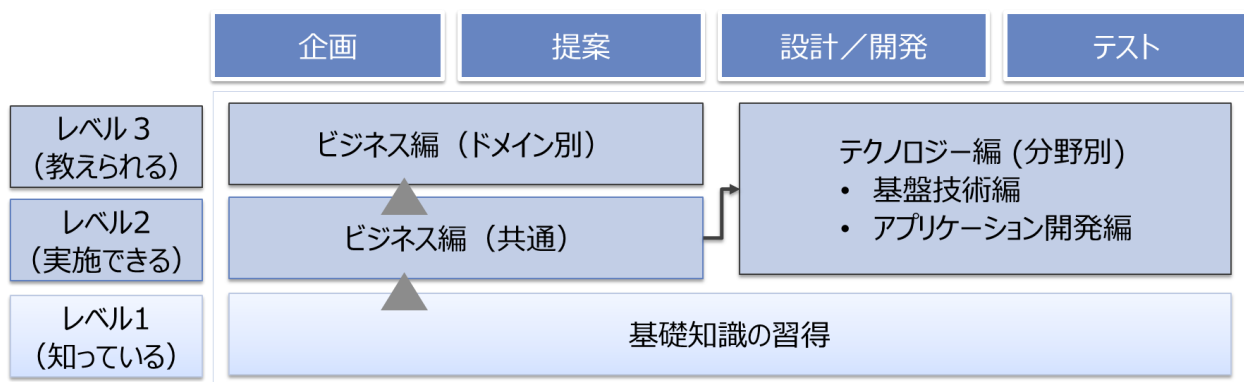 企画
提案
設計／開発
テスト
レベル３
（教えられる）
ビジネス編（ドメイン別）
テクノロジー編 (分野別)
• 基盤技術編
• アプリケーション開発編
レベル2
（実施できる）
ビジネス編（共通）
レベル1
（知っている）
基礎知識の習得